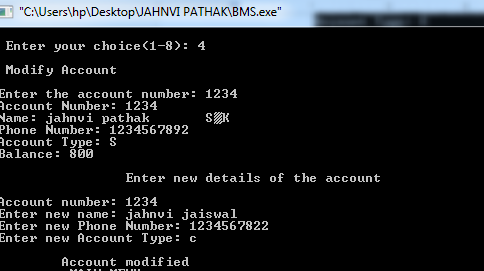 "C:\Users\hp\Desktop\JAHNVI PATHAK\BMS.exe"
Enter your choice(1-8): 4
Modify Account
Enter the account number: 1234
Account Number: 1234
Name: jahnvi pathak S▒K
Phone Number: 1234567892
Account Type: S
Balance: 800
Enter new details of the account
Account number: 1234
Enter new name: jahnvi jaiswal
Enter new Phone Number: 1234567822
Enter new Account Type: c
Account modified
MAIN MENU